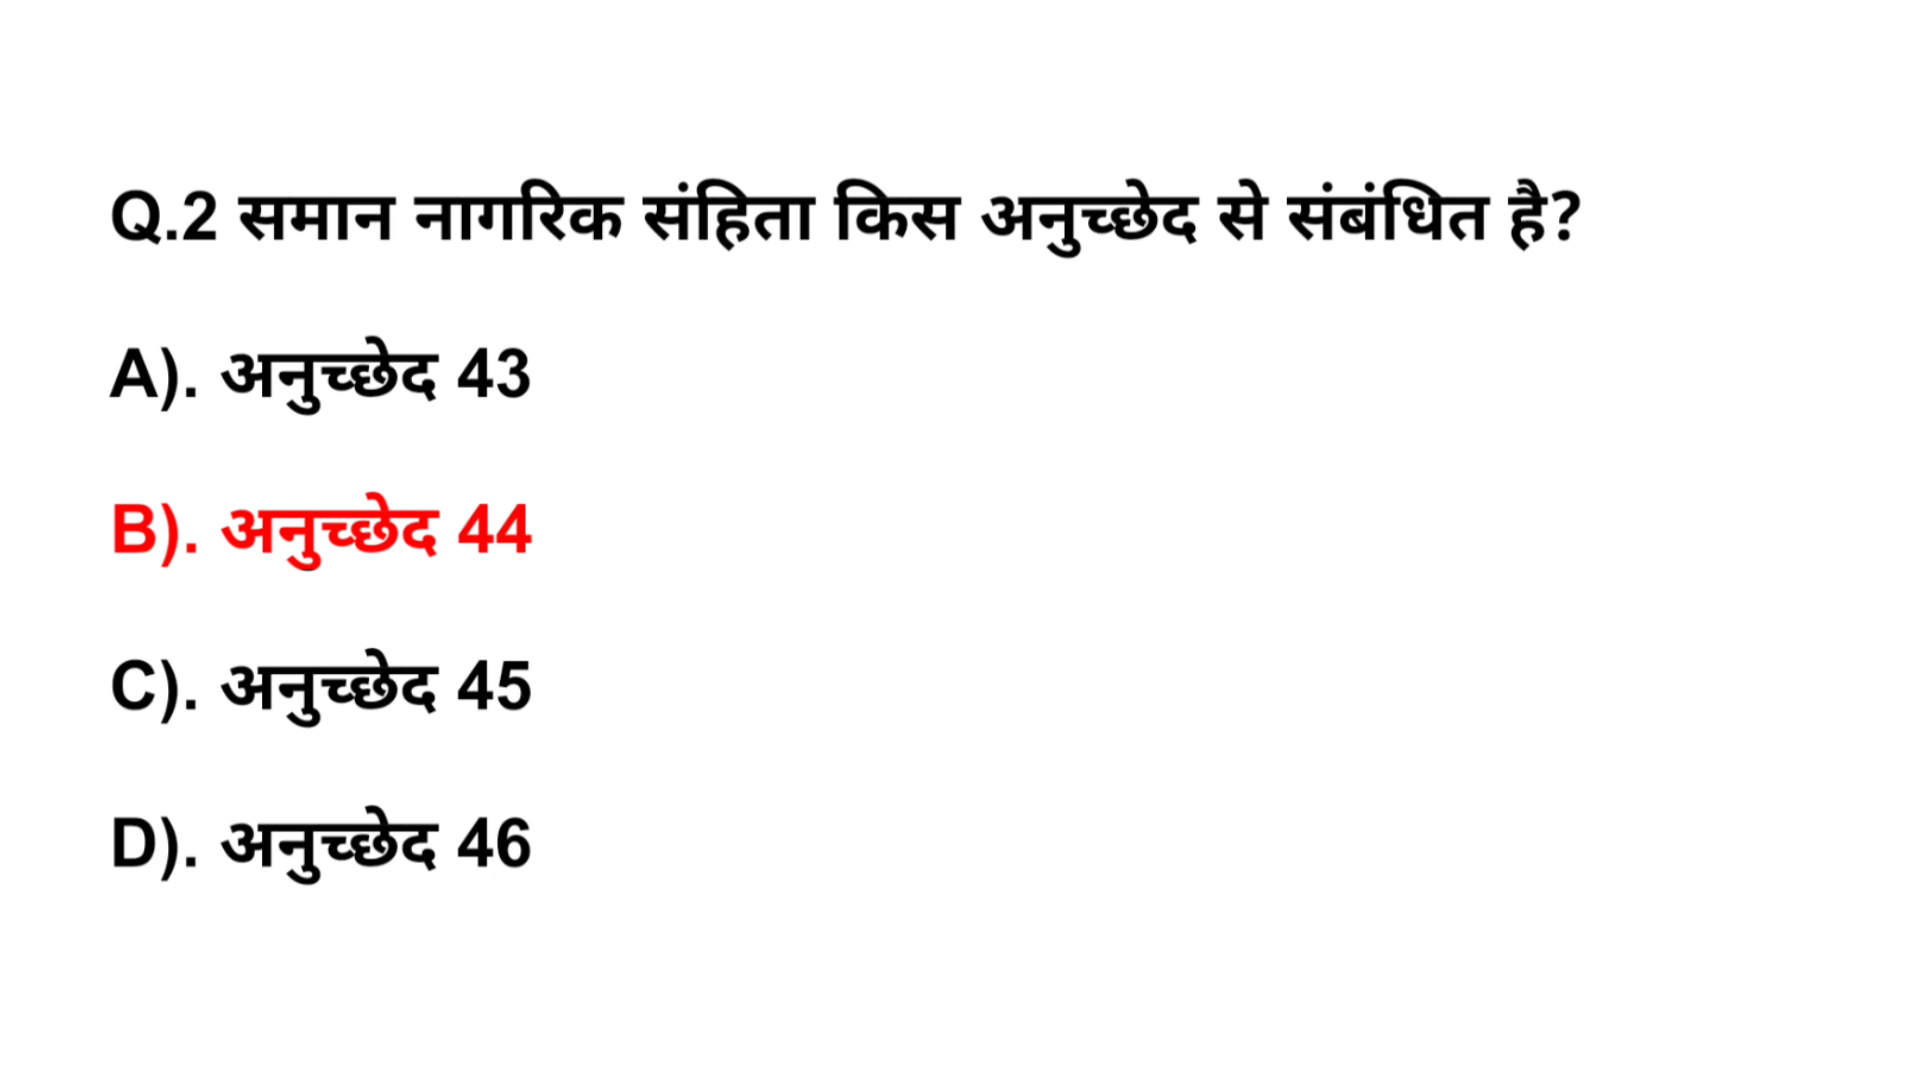 Q.2 समान नागरिक संहिता किस अनुच्छेद से संबंधित है?
A). अनुच्छेद 43
B). अनुच्छेद 44
C). अनुच्छेद 45
D). अनुच्छेद 46